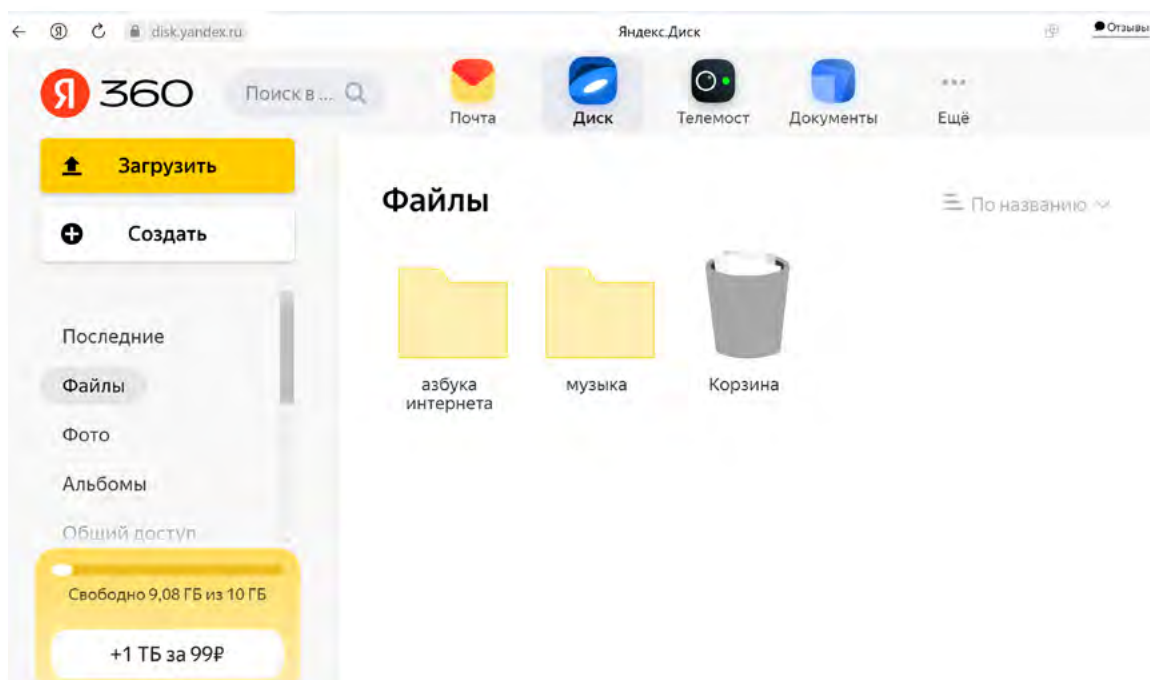 disk.yandex.ru
Яндекс.Диск
Отзывы
Я 360
Поиск в ...
Почта
Диск
Телемост
Документы
Ещё
Загрузить
Создать
Последние
Файлы
Фото
Альбомы
Общий доступ
Свободно 9,08 ГБ из 10 ГБ
+1 ТБ за 99₽
Файлы
По названию
азбука
интернета
музыка
Корзина